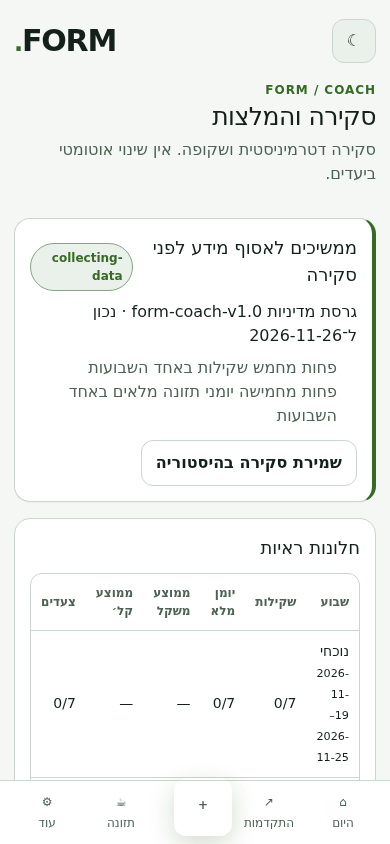 FORM.
FORM / COACH
סקירה והמלצות
סקירה דטרמיניסטית ושקופה. אין שינוי אוטומטי
ביעדים.
ממשיכים לאסוף מידע לפני
סקירה
collecting-
data
גרסת מדיניות form-coach-v1.0 · נכון
ל־2026-11-26
פחות מחמש שקילות באחד השבועות
פחות מחמישה יומני תזונה מלאים באחד
השבועות
שמירת סקירה בהיסטוריה
חלונות ראיות
שבוע שקילות יומן מלא ממוצע משקל ממוצע קל׳ צעדים
נוכחי
2026-
11-
19–
2026-
11-25
0/7 0/7 — — 0/7
⌂ ↗ + ☕ ⚙
היום התקדמות תזונה עוד